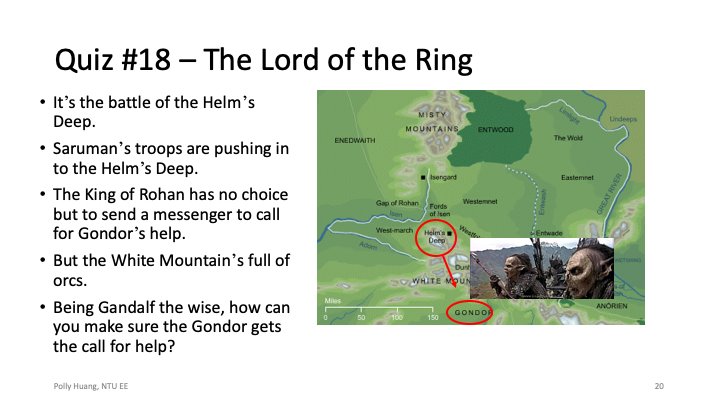 Quiz #18 – The Lord of the Ring
• It’s the battle of the Helm’s
Deep.
• Saruman’s troops are pushing in
to the Helm’s Deep.
• The King of Rohan has no choice
but to send a messenger to call
for Gondor’s help.
• But the White Mountain’s full of
orcs.
• Being Gandalf the wise, how can
you make sure the Gondor gets
the call for help?
MISTY
MOUNTAINS
ENTWOOD
Limlight
Undeeps
The Wold
ENEDWAITH
Isengard
Eastemnet
Gap of Rohan
Fords
of Isen
Westemnet
Entwash
GREAT RIVER
Isen
West-march
Helm's
Deep
Entwade
Adorn
WHITE MOUN
Miles
0 50 100 150
GONDOR
ANÓRIEN
Polly Huang, NTU EE
20